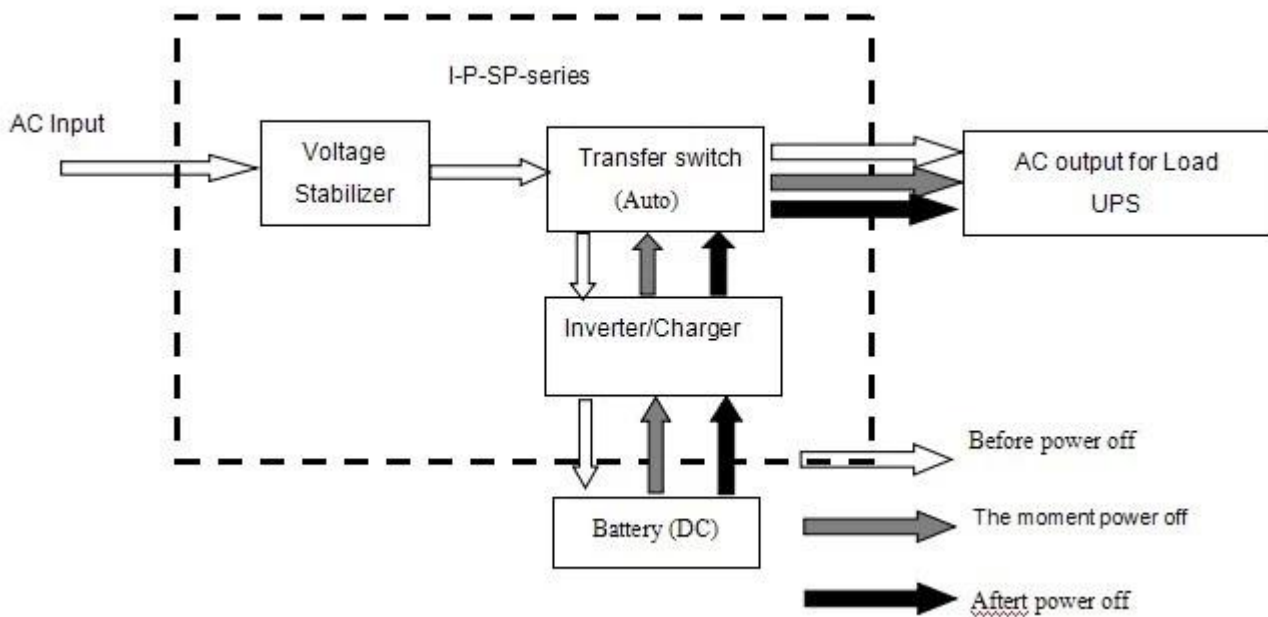 I-P-SP-series
AC Input
Voltage
Stabilizer
Transfer switch
(Auto)
AC output for Load
UPS
Inverter/Charger
Battery (DC)
Before power off
The moment power off
Aftert power off